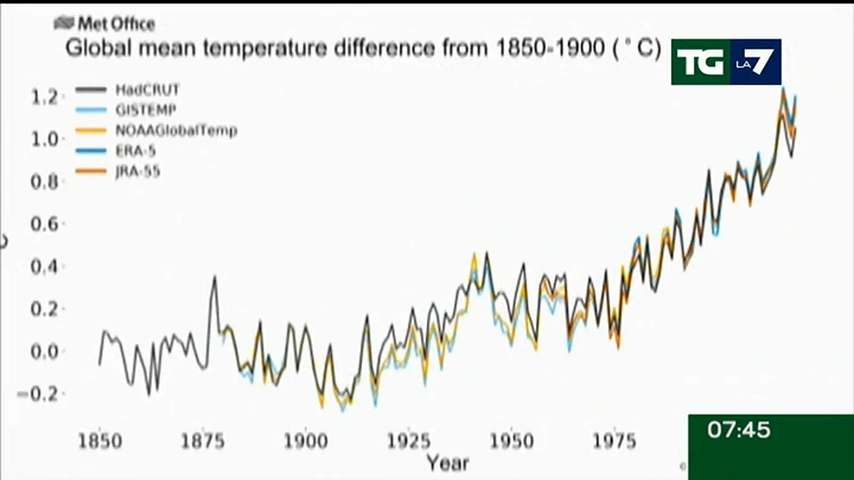 Met Office
Global mean temperature difference from 1850-1900 (°C)
TG LA 7
HadCRUT
GISTEMP
NOAAGlobalTemp
ERA-5
JRA-55
1.2
1.0
0.8
0.6
0.4
0.2
0.0
−0.2
1850 1875 1900 1925 1950 1975
Year
©
07:45